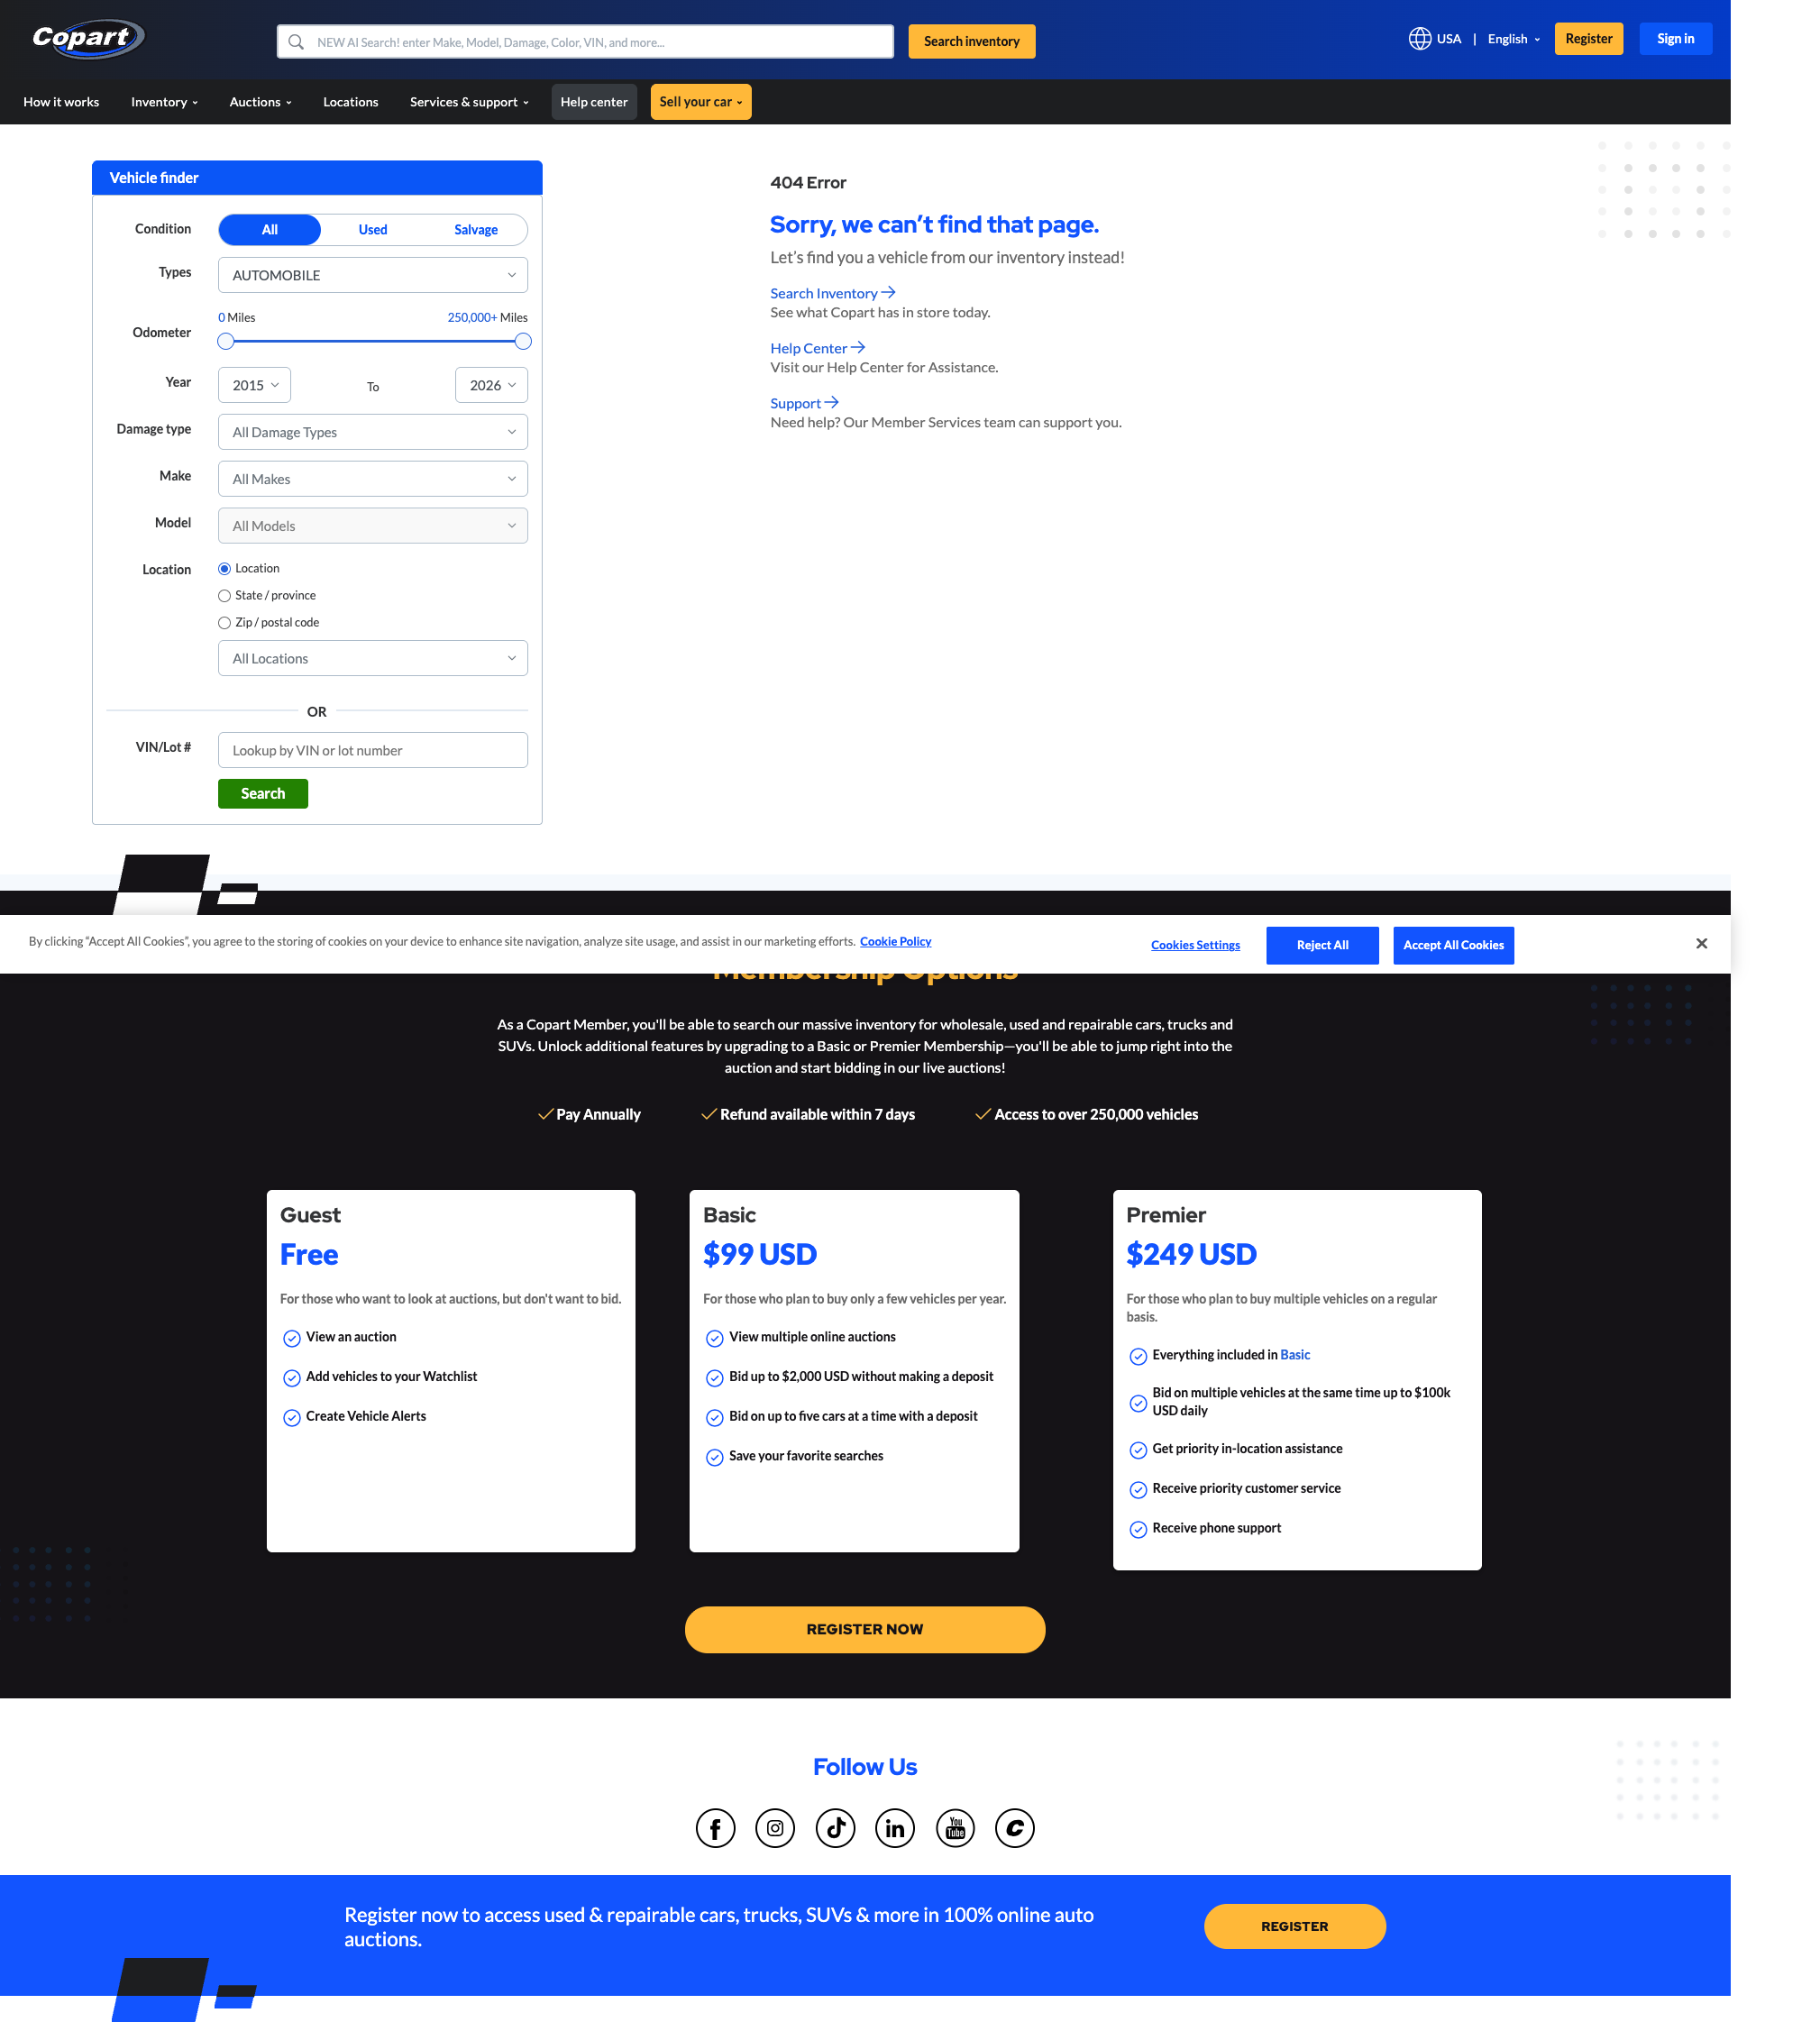 Copart
NEW AI Search! enter Make, Model, Damage, Color, VIN, and more...
Search inventory
USA | English
Register
Sign in
How it works
Inventory
Auctions
Locations
Services & support
Help center
Sell your car
Vehicle finder
Condition
All
Used
Salvage
Types
AUTOMOBILE
0 Miles
250,000+ Miles
Odometer
Year
2015
To
2026
Damage type
All Damage Types
Make
All Makes
Model
All Models
Location
Location
State / province
Zip / postal code
All Locations
OR
VIN/Lot #
Lookup by VIN or lot number
Search
404 Error
Sorry, we can’t find that page.
Let’s find you a vehicle from our inventory instead!
Search Inventory
See what Copart has in store today.
Help Center
Visit our Help Center for Assistance.
Support
Need help? Our Member Services team can support you.
By clicking “Accept All Cookies”, you agree to the storing of cookies on your device to enhance site navigation, analyze site usage, and assist in our marketing efforts. Cookie Policy
Cookies Settings
Reject All
Accept All Cookies
Membership Options
As a Copart Member, you'll be able to search our massive inventory for wholesale, used and repairable cars, trucks and
SUVs. Unlock additional features by upgrading to a Basic or Premier Membership—you'll be able to jump right into the
auction and start bidding in our live auctions!
Pay Annually
Refund available within 7 days
Access to over 250,000 vehicles
Guest
Free
For those who want to look at auctions, but don't want to bid.
View an auction
Add vehicles to your Watchlist
Create Vehicle Alerts
Basic
$99 USD
For those who plan to buy only a few vehicles per year.
View multiple online auctions
Bid up to $2,000 USD without making a deposit
Bid on up to five cars at a time with a deposit
Save your favorite searches
Premier
$249 USD
For those who plan to buy multiple vehicles on a regular
basis.
Everything included in Basic
Bid on multiple vehicles at the same time up to $100k
USD daily
Get priority in-location assistance
Receive priority customer service
Receive phone support
REGISTER NOW
Follow Us
You
Tube
Register now to access used & repairable cars, trucks, SUVs & more in 100% online auto
auctions.
REGISTER